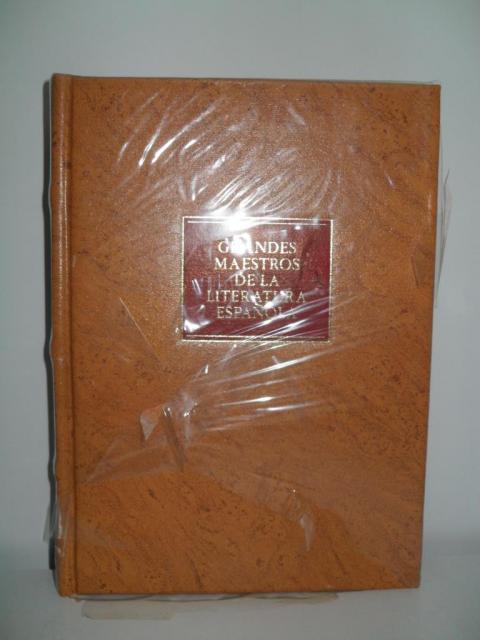 GRANDES
MAESTROS
DE LA
LITERATURA
ESPAÑOLA